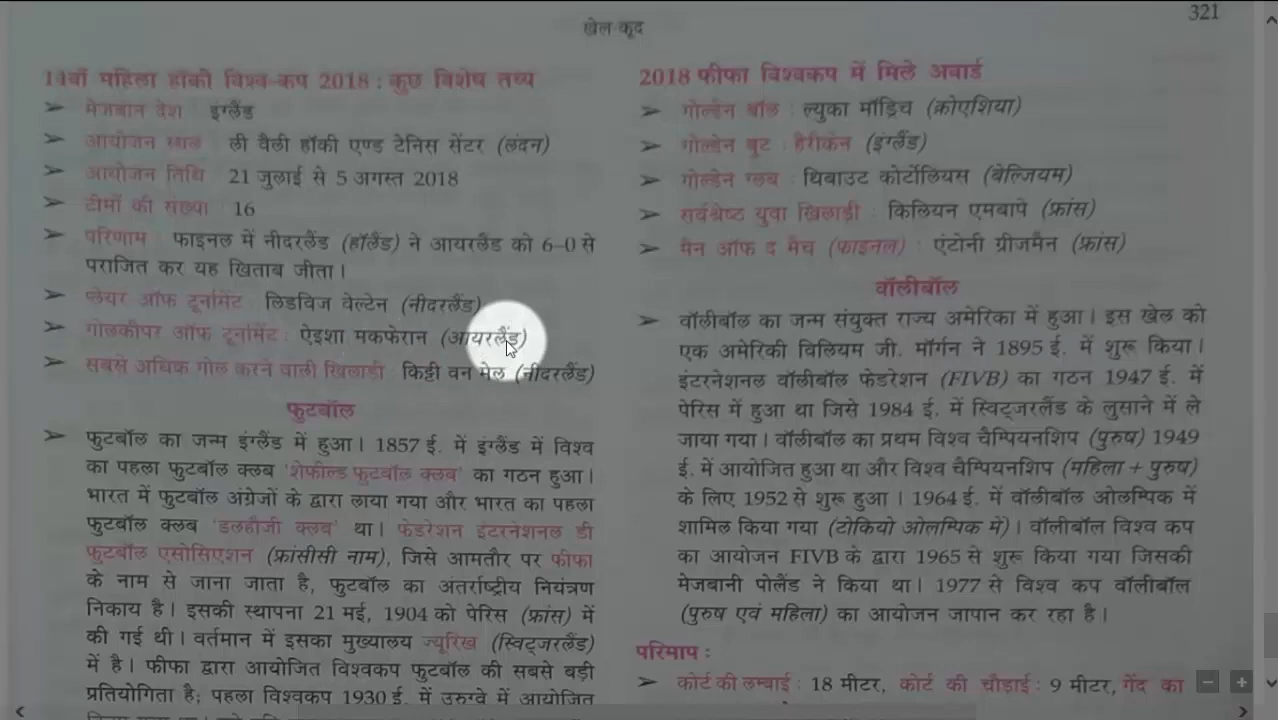 321
खेल-कूद
14वाँ महिला हॉकी विश्व-कप 2018 : कुछ विशेष तथ्य
➢ मेजबान देश : इंग्लैंड
➢ आयोजन स्थल : ली वैली हॉकी एण्ड टेनिस सेंटर (लंदन)
➢ आयोजन तिथि : 21 जुलाई से 5 अगस्त 2018
➢ टीमों की संख्या : 16
➢ परिणाम : फाइनल में नीदरलैंड (हॉलैंड) ने आयरलैंड को 6–0 से
पराजित कर यह खिताब जीता।
➢ प्लेयर ऑफ टूर्नामेंट : लिडविज वेल्टेन (नीदरलैंड)
➢ गोलकीपर ऑफ टूर्नामेंट : ऐइशा मकफेरान (आयरलैंड)
➢ सबसे अधिक गोल करने वाली खिलाड़ी : किट्टी वन मेल (नीदरलैंड)
फुटबॉल
➢ फुटबॉल का जन्म इंग्लैंड में हुआ। 1857 ई. में इंग्लैंड में विश्व
का पहला फुटबॉल क्लब 'शेफील्ड फुटबॉल क्लब' का गठन हुआ।
भारत में फुटबॉल अंग्रेजों के द्वारा लाया गया और भारत का पहला
फुटबॉल क्लब 'डलहौजी क्लब' था। फेडरेशन इंटरनेशनल डी
फुटबॉल एसोसिएशन (फ्रांसीसी नाम), जिसे आमतौर पर फीफा
के नाम से जाना जाता है, फुटबॉल का अंतर्राष्ट्रीय नियंत्रण
निकाय है। इसकी स्थापना 21 मई, 1904 को पेरिस (फ्रांस) में
की गई थी। वर्तमान में इसका मुख्यालय ज्यूरिख (स्विट्जरलैंड)
में है। फीफा द्वारा आयोजित विश्वकप फुटबॉल की सबसे बड़ी
प्रतियोगिता है; पहला विश्वकप 1930 ई. में उरुग्वे में आयोजित
2018 फीफा विश्वकप में मिले अवार्ड
➢ गोल्डेन बॉल : ल्युका मॉड्रिच (क्रोएशिया)
➢ गोल्डेन बुट : हैरीकेन (इंग्लैंड)
➢ गोल्डेन ग्लब : थिबाउट कोर्टोलियस (बेल्जियम)
➢ सर्वश्रेष्ठ युवा खिलाड़ी : किलियन एमबापे (फ्रांस)
➢ मैन ऑफ द मैच (फाइनल) : एंटोनी ग्रीजमैन (फ्रांस)
वॉलीबॉल
➢ वॉलीबॉल का जन्म संयुक्त राज्य अमेरिका में हुआ। इस खेल को
एक अमेरिकी विलियम जी. मॉर्गन ने 1895 ई. में शुरू किया।
इंटरनेशनल वॉलीबॉल फेडरेशन (FIVB) का गठन 1947 ई. में
पेरिस में हुआ था जिसे 1984 ई. में स्विट्जरलैंड के लुसाने में ले
जाया गया। वॉलीबॉल का प्रथम विश्व चैम्पियनशिप (पुरुष) 1949
ई. में आयोजित हुआ था और विश्व चैम्पियनशिप (महिला + पुरुष)
के लिए 1952 से शुरू हुआ। 1964 ई. में वॉलीबॉल ओलम्पिक में
शामिल किया गया (टोकियो ओलम्पिक में)। वॉलीबॉल विश्व कप
का आयोजन FIVB के द्वारा 1965 से शुरू किया गया जिसकी
मेजबानी पोलैंड ने किया था। 1977 से विश्व कप वॉलीबॉल
(पुरुष एवं महिला) का आयोजन जापान कर रहा है।
परिमाप :
➢ कोर्ट की लम्बाई : 18 मीटर, कोर्ट की चौड़ाई : 9 मीटर, गेंद का